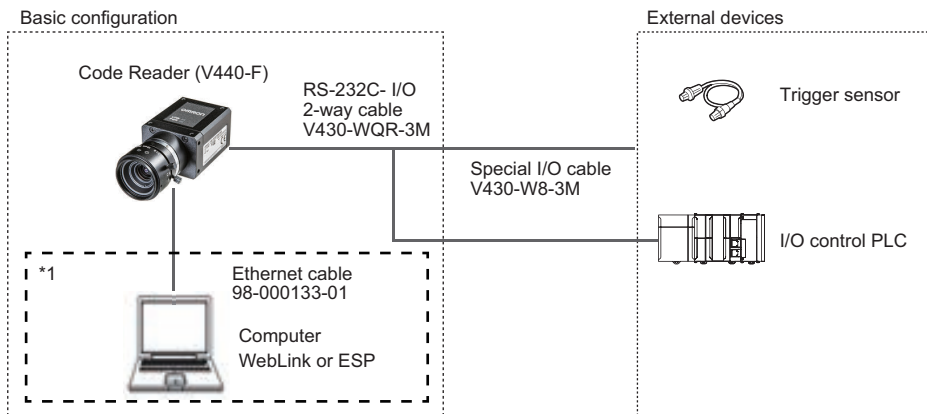 Basic configuration
External devices
Code Reader (V440-F)
RS-232C- I/O
2-way cable
V430-WQR-3M
Trigger sensor
Special I/O cable
V430-W8-3M
I/O control PLC
*1
Ethernet cable
98-000133-01
Computer
WebLink or ESP